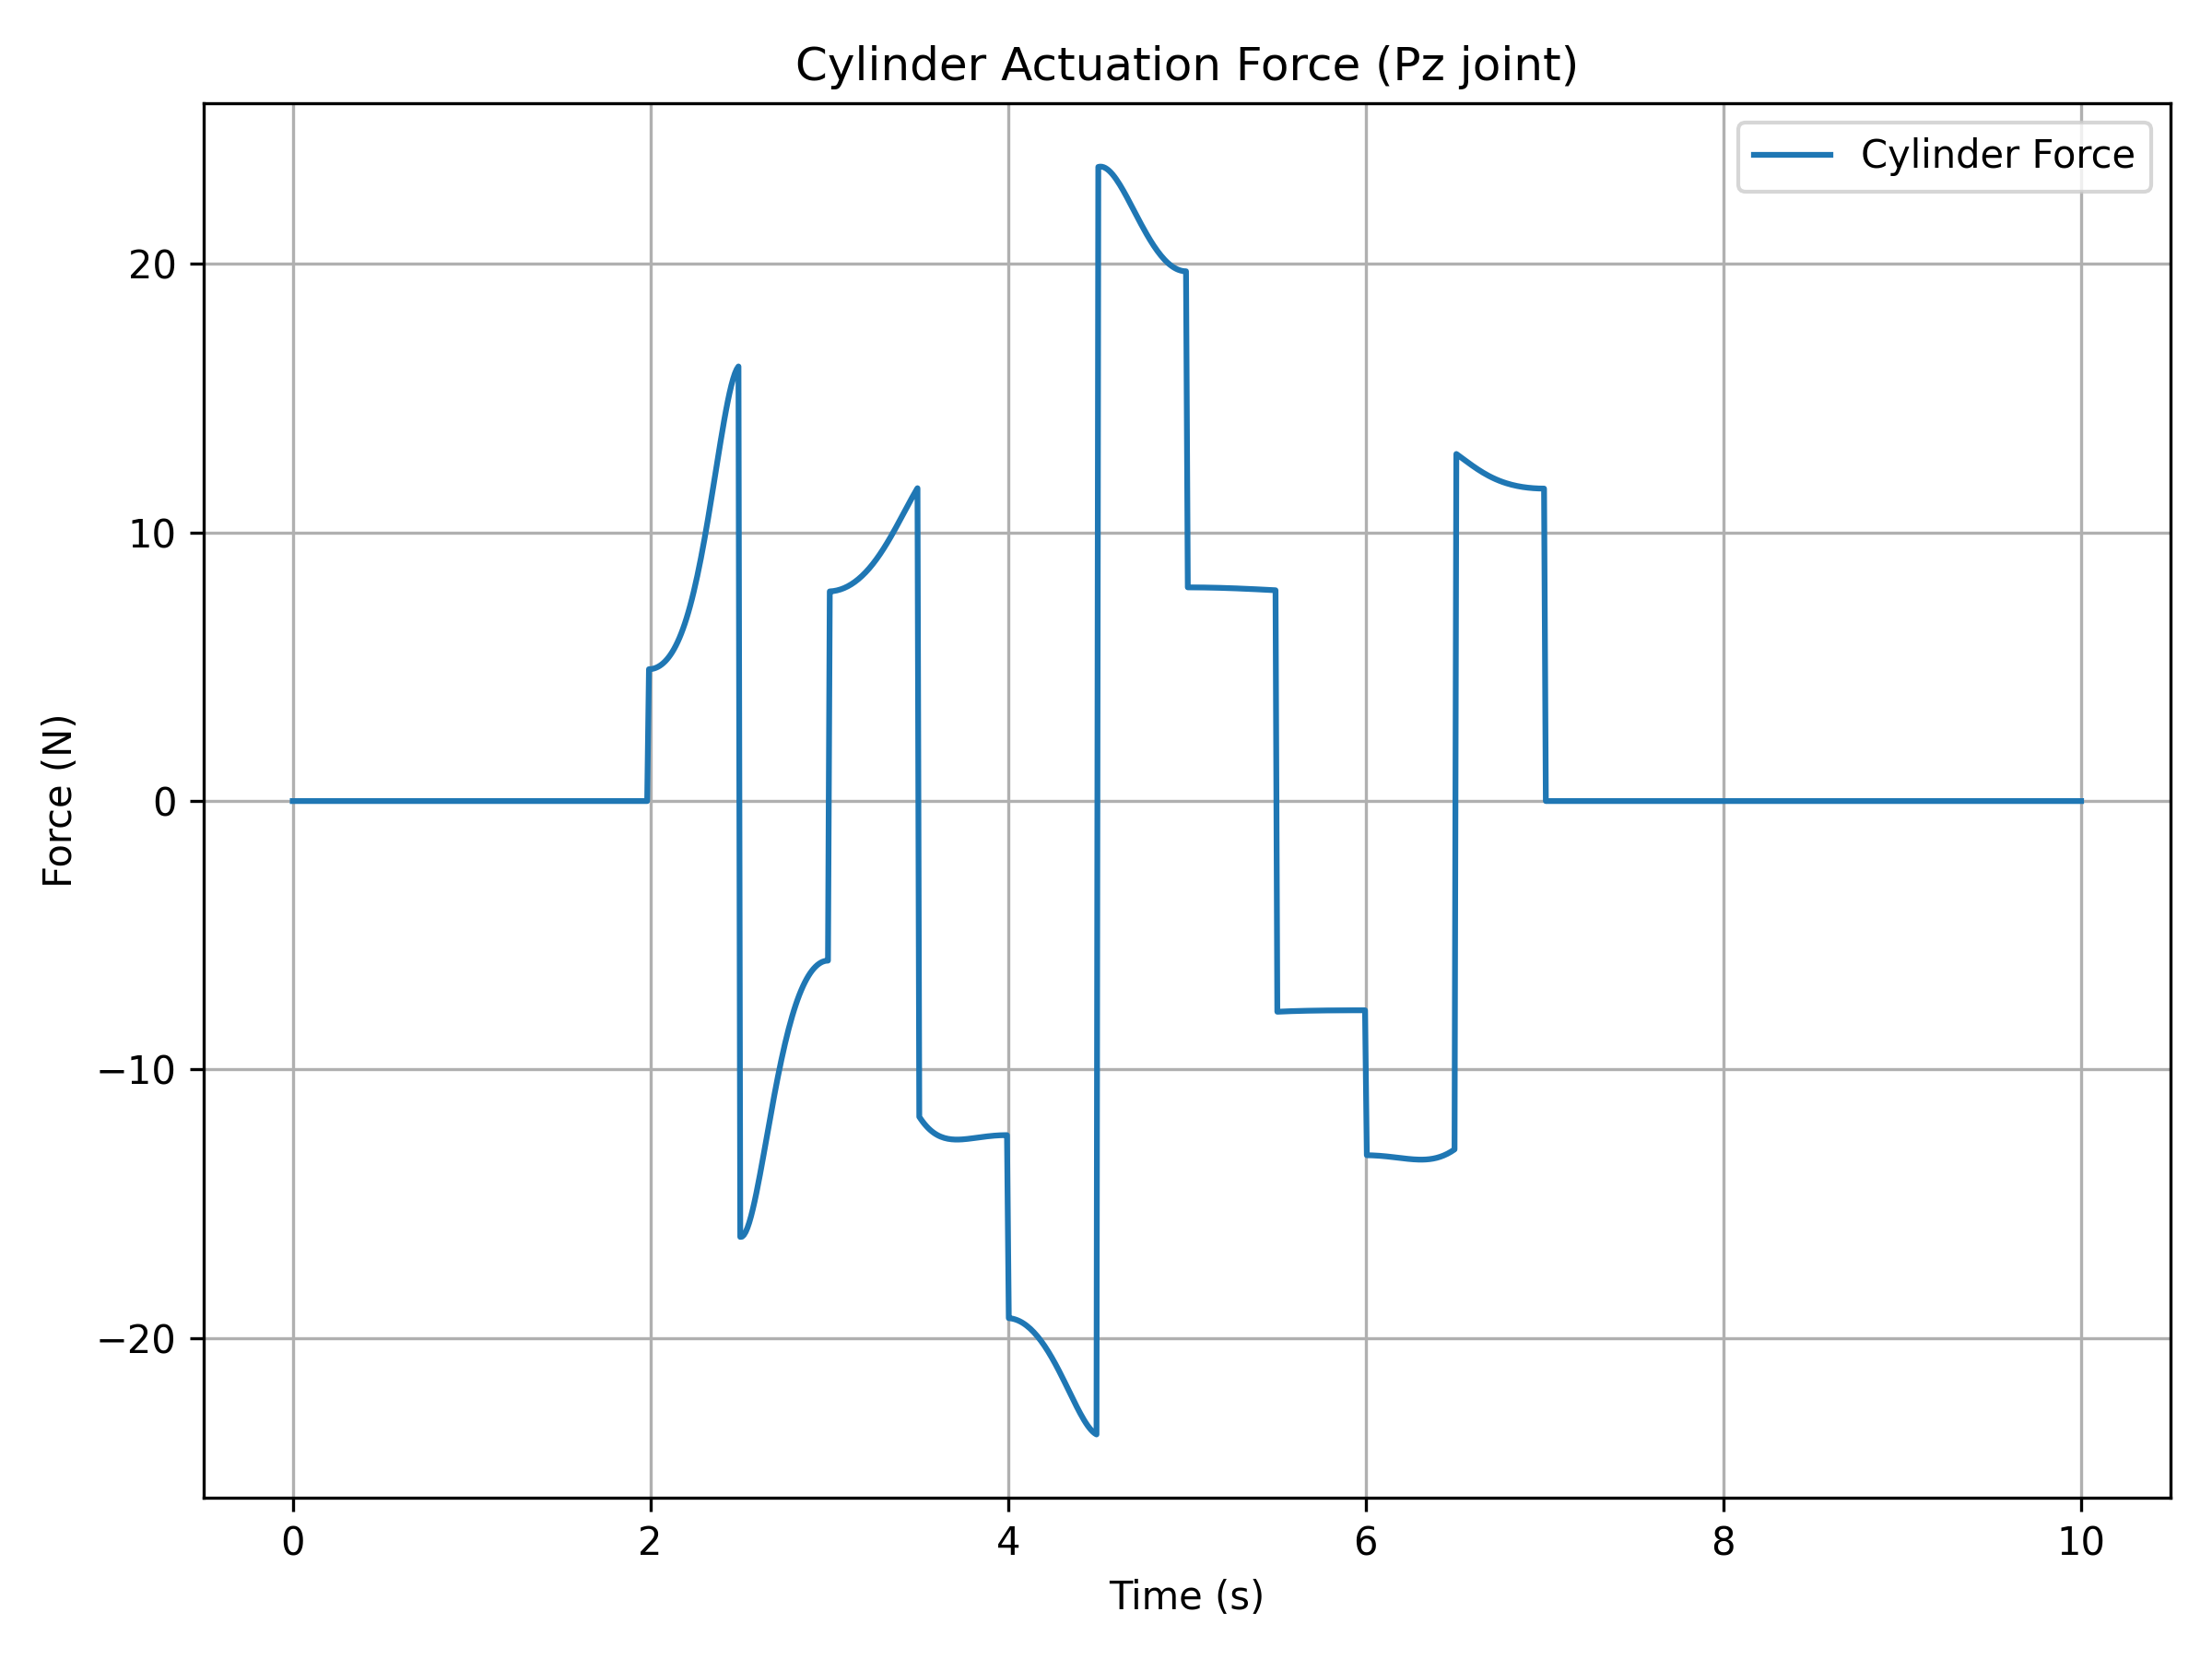 Cylinder Actuation Force (Pz joint)
Cylinder Force
20
10
0
−10
−20
Force (N)
0 2 4 6 8 10
Time (s)